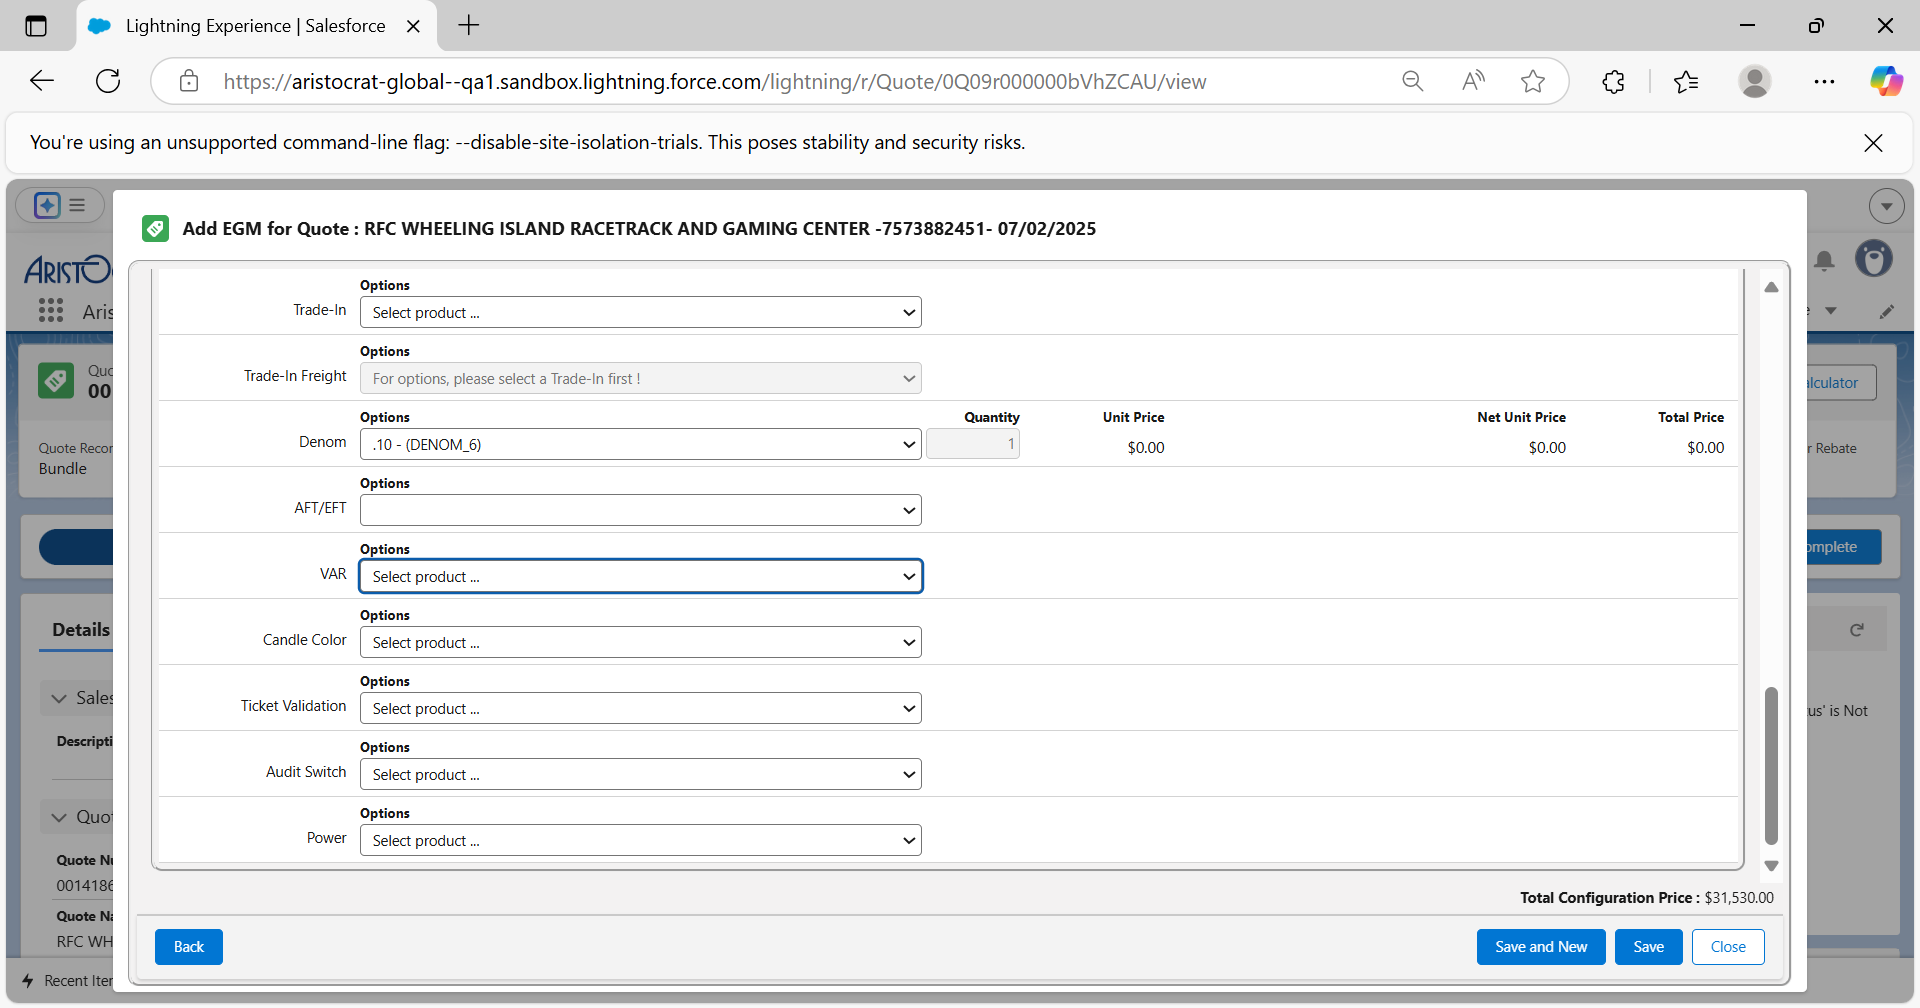 Lightning Experience | Salesforce
https://aristocrat-global--qa1.sandbox.lightning.force.com/lightning/r/Quote/0Q09r000000bVhZCAU/view
You're using an unsupported command-line flag: --disable-site-isolation-trials. This poses stability and security risks.
Add EGM for Quote : RFC WHEELING ISLAND RACETRACK AND GAMING CENTER -7573882451- 07/02/2025
Options
Trade-In Select product ...
Options
Trade-In Freight For options, please select a Trade-In first !
Options Quantity Unit Price Net Unit Price Total Price
Denom .10 - (DENOM_6) 1 $0.00 $0.00 $0.00
Options
AFT/EFT
Options
VAR Select product ...
Options
Candle Color Select product ...
Options
Ticket Validation Select product ...
Options
Audit Switch Select product ...
Options
Power Select product ...
Total Configuration Price : $31,530.00
Back Save and New Save Close
ARISTOC
Aris
Quo
00
Quote Recor
Bundle
alculator
r Rebate
omplete
Details
Sales
Descripti
us' is Not
Quo
Quote Nu
0014186
Quote Na
RFC WH
Recent Iter